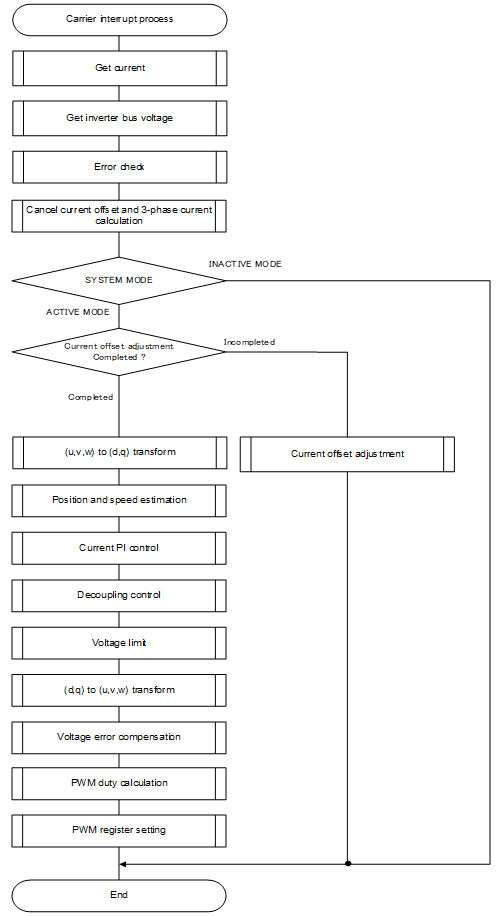 Carrier interrupt process
Get current
Get inverter bus voltage
Error check
Cancel current offset and 3-phase current
calculation
INACTIVE MODE
SYSTEM MODE
ACTIVE MODE
Current offset adjustment
Completed ?
Incompleted
Completed
(u,v,w) to (d,q) transform
Current offset adjustment
Position and speed estimation
Current PI control
Decoupling control
Voltage limit
(d,q) to (u,v,w) transform
Voltage error compensation
PWM duty calculation
PWM register setting
End